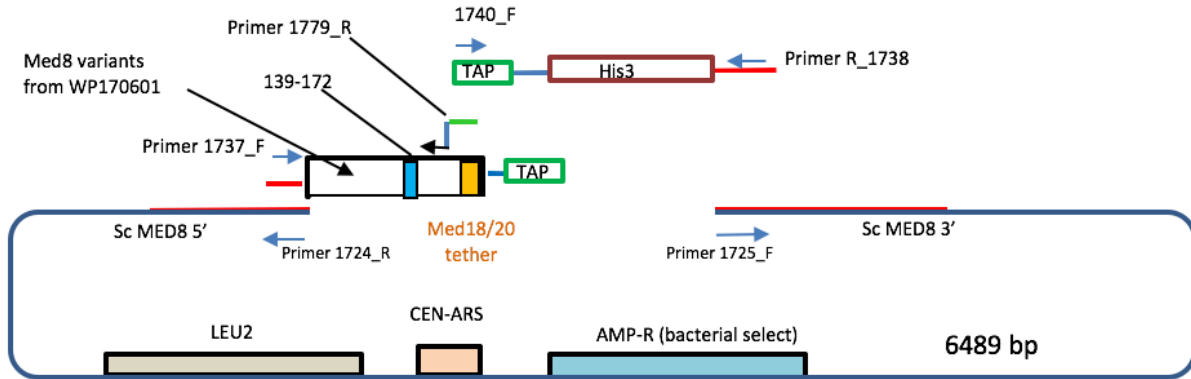 1740_F
Primer 1779_R
Med8 variants
from WP170601
TAP
His3
Primer R_1738
139-172
Primer 1737_F
TAP
Sc MED8 5’
Med18/20
tether
Sc MED8 3’
Primer 1724_R
Primer 1725_F
LEU2
CEN-ARS
AMP-R (bacterial select)
6489 bp